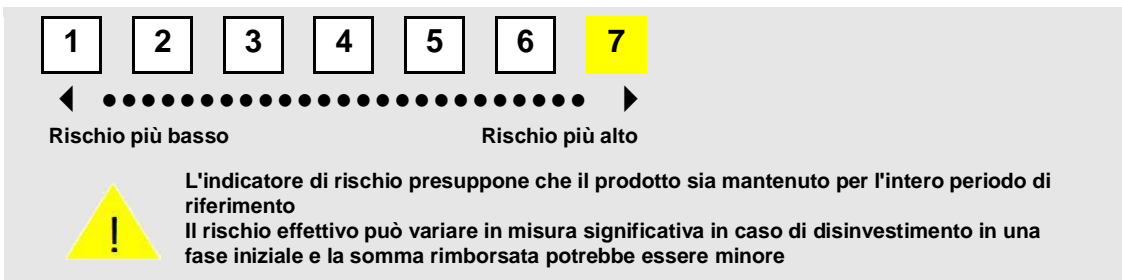 1 2 3 4 5 6 7
Rischio più basso Rischio più alto
L'indicatore di rischio presuppone che il prodotto sia mantenuto per l'intero periodo di
riferimento
Il rischio effettivo può variare in misura significativa in caso di disinvestimento in una
fase iniziale e la somma rimborsata potrebbe essere minore
!